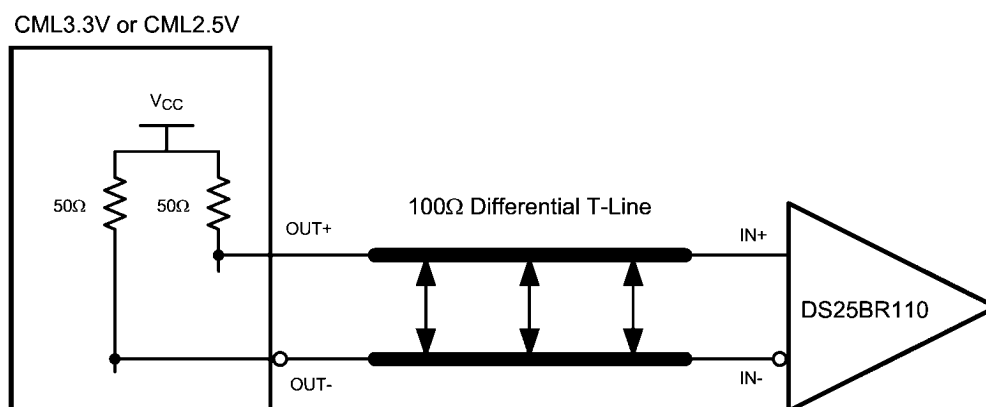 CML3.3V or CML2.5V
VCC
50Ω
50Ω
100Ω Differential T-Line
OUT+
IN+
DS25BR110
OUT-
IN-